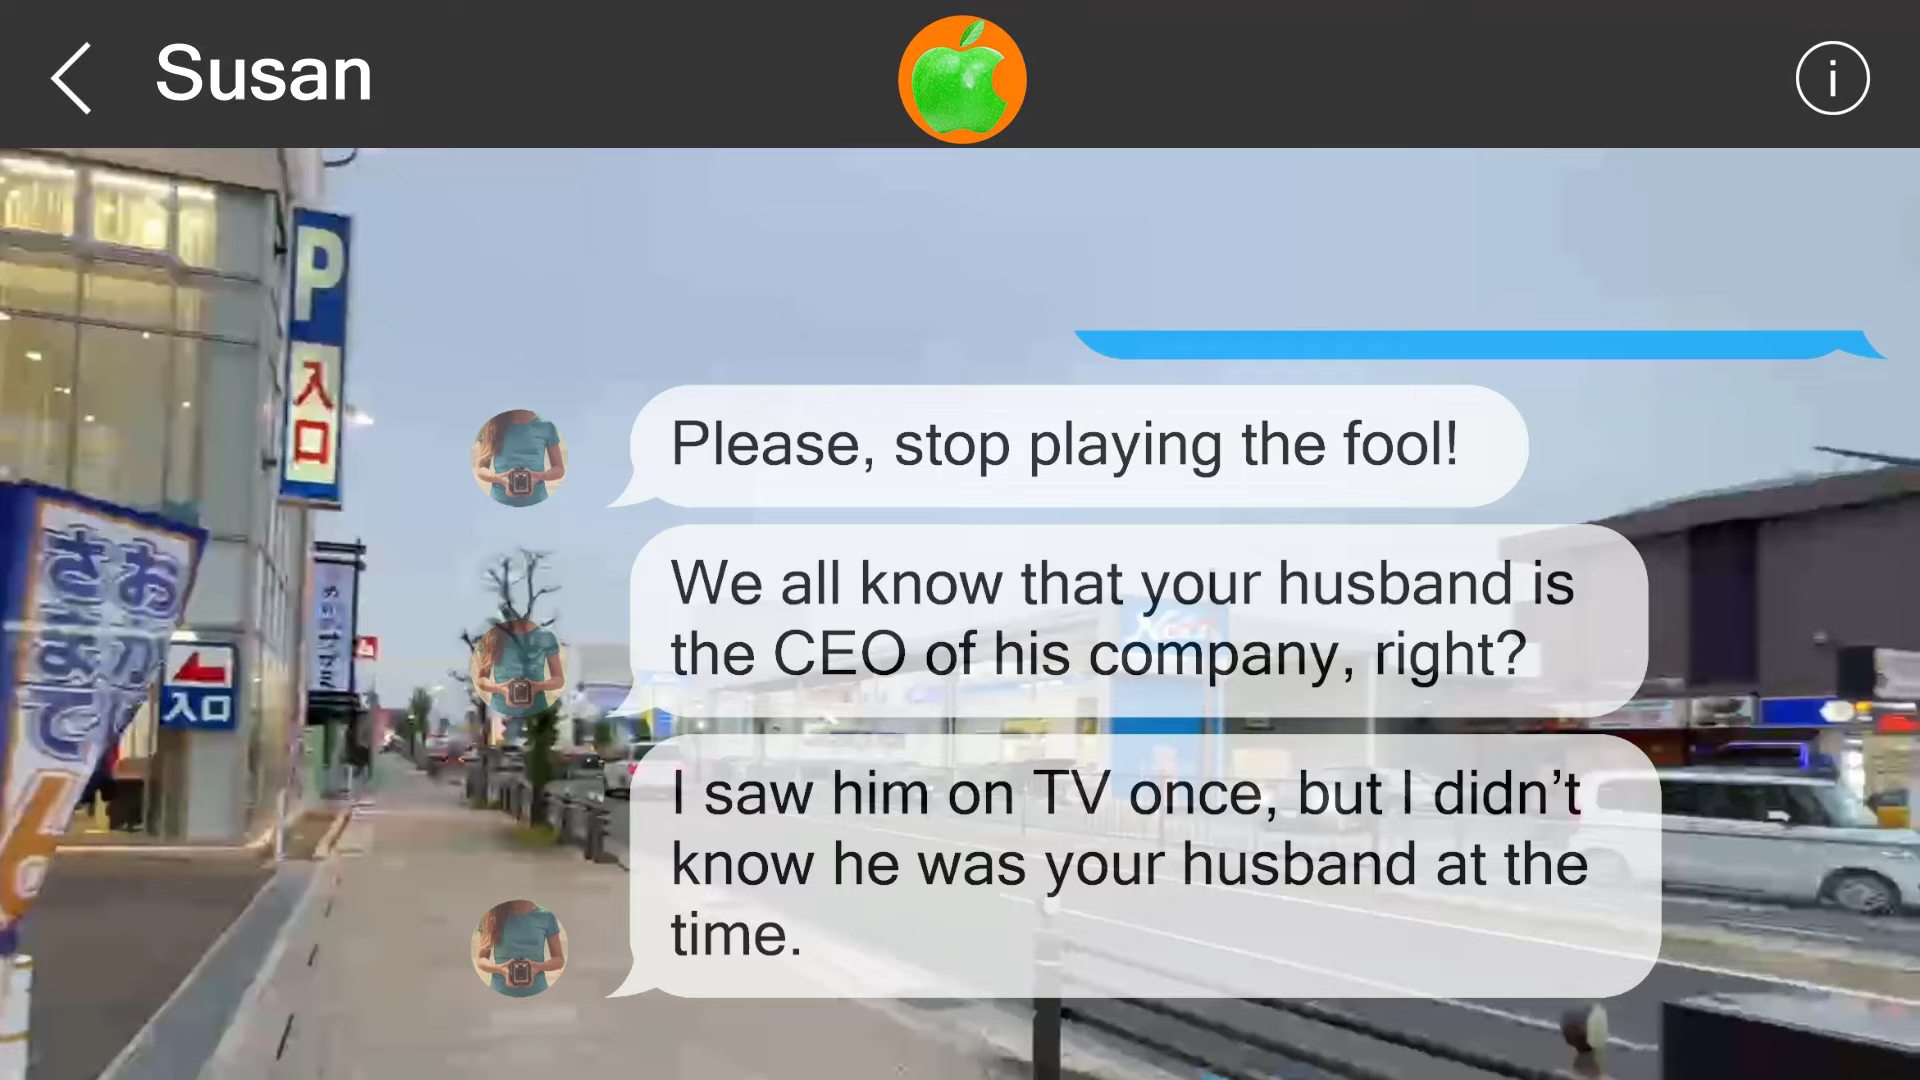 Susan
i
P
入
口
Please, stop playing the fool!
We all know that your husband is
the CEO of his company, right?
I saw him on TV once, but I didn’t
know he was your husband at the
time.
入口